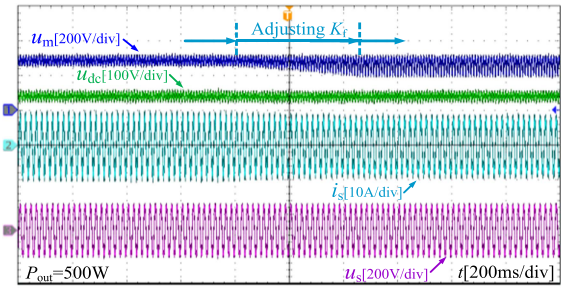 T
Adjusting Kf
um[200V/div]
udc[100V/div]
1
2
is[10A/div]
Pout=500W
us[200V/div]
t[200ms/div]